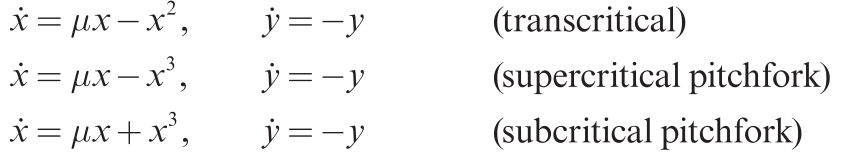 ẋ = μx − x², ẏ = −y (transcritical)
ẋ = μx − x³, ẏ = −y (supercritical pitchfork)
ẋ = μx + x³, ẏ = −y (subcritical pitchfork)